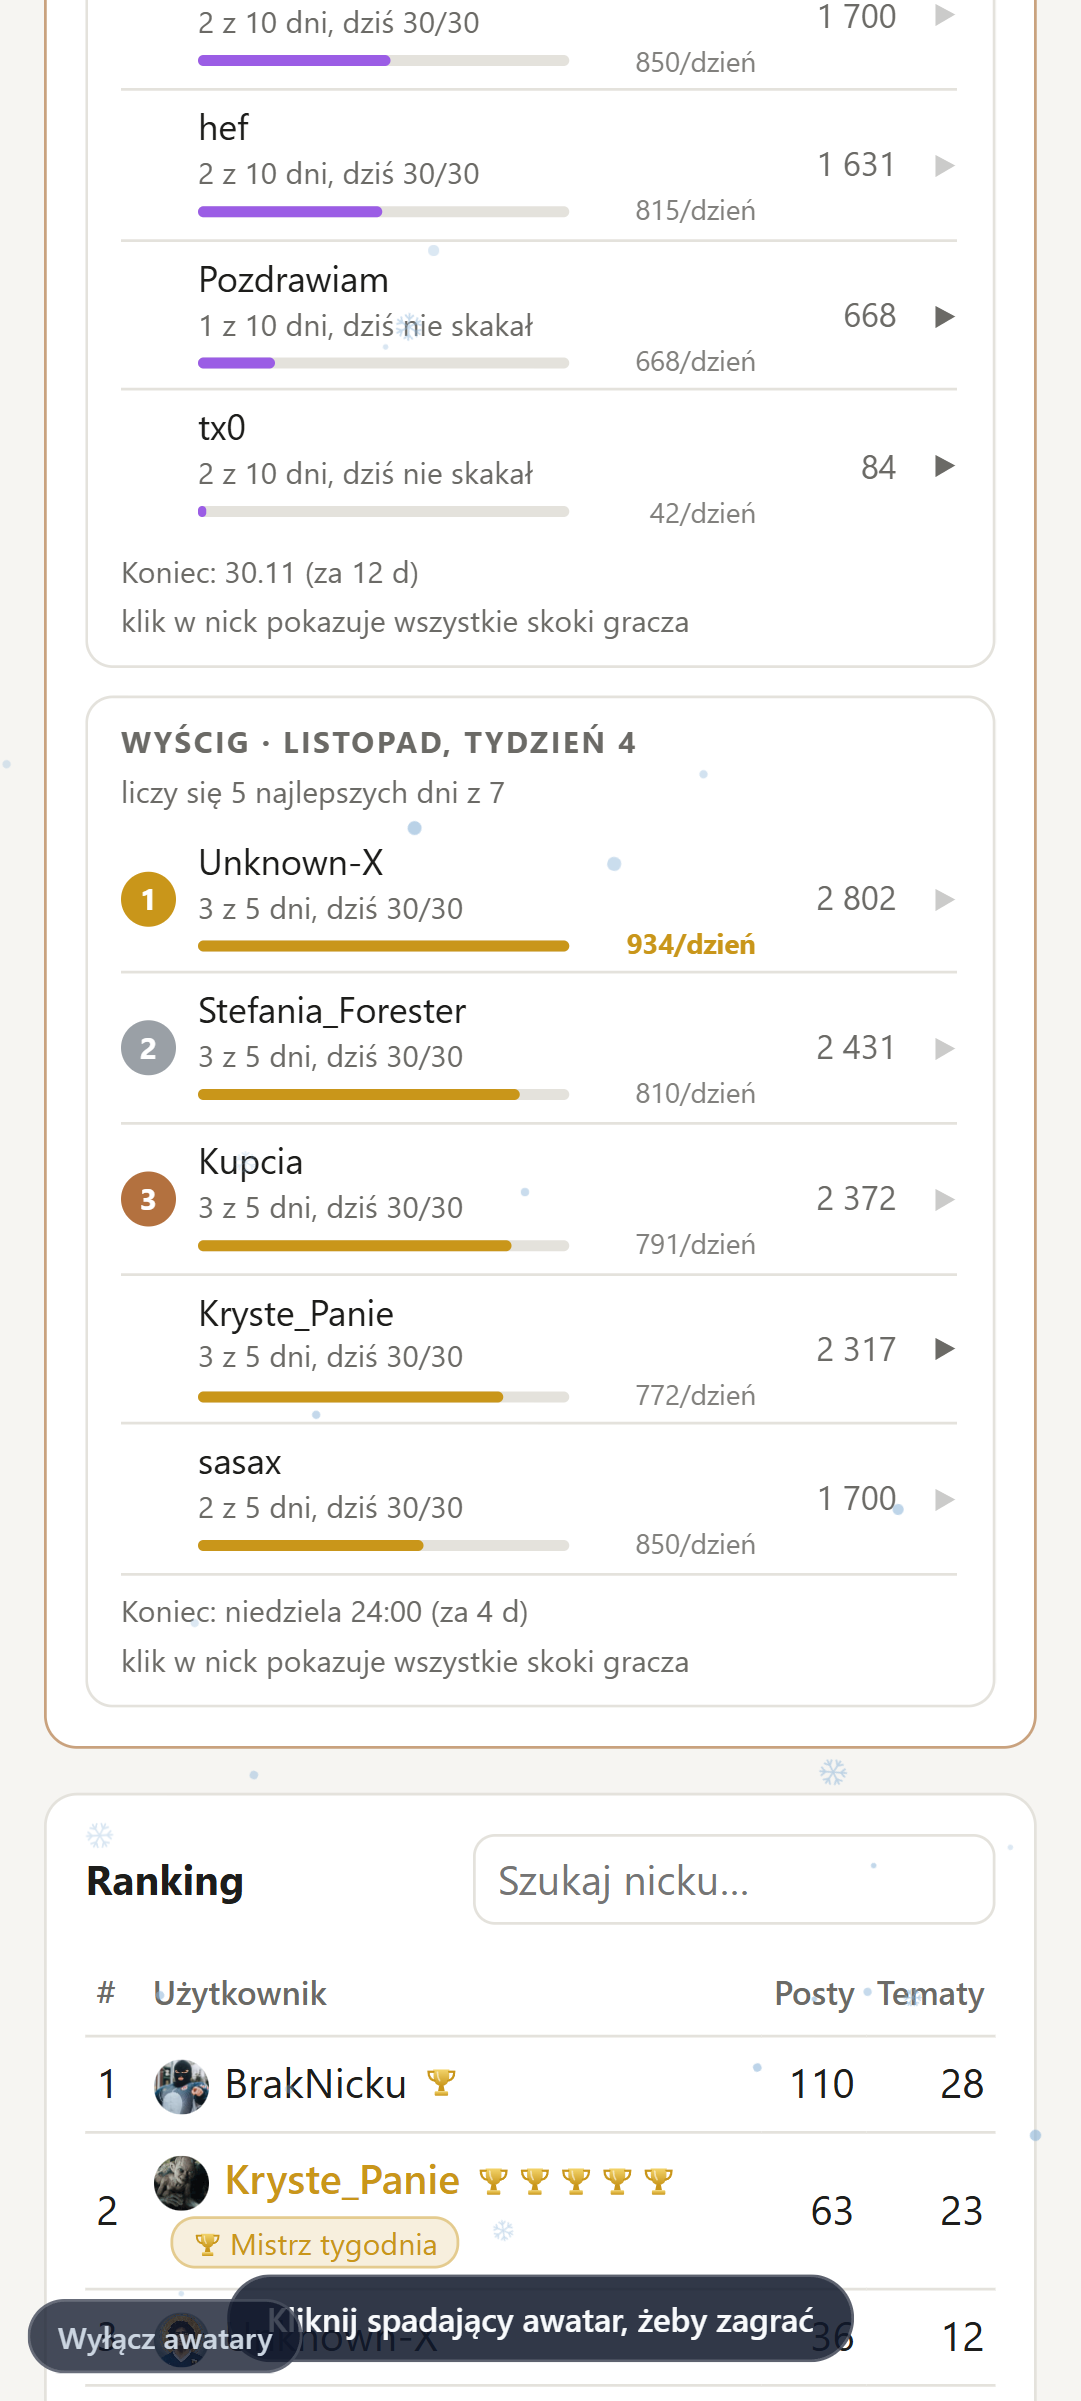 2 z 10 dni, dziś 30/30
1 700
850/dzień
hef
2 z 10 dni, dziś 30/30
1 631
815/dzień
Pozdrawiam
1 z 10 dni, dziś nie skakał
668
668/dzień
tx0
2 z 10 dni, dziś nie skakał
84
42/dzień
Koniec: 30.11 (za 12 d)
klik w nick pokazuje wszystkie skoki gracza
WYŚCIG · LISTOPAD, TYDZIEŃ 4
liczy się 5 najlepszych dni z 7
1
Unknown-X
3 z 5 dni, dziś 30/30
2 802
934/dzień
2
Stefania_Forester
3 z 5 dni, dziś 30/30
2 431
810/dzień
3
Kupcia
3 z 5 dni, dziś 30/30
2 372
791/dzień
Kryste_Panie
3 z 5 dni, dziś 30/30
2 317
772/dzień
sasax
2 z 5 dni, dziś 30/30
1 700
850/dzień
Koniec: niedziela 24:00 (za 4 d)
klik w nick pokazuje wszystkie skoki gracza
Ranking
Szukaj nicku...
# Użytkownik Posty Tematy
1 BrakNicku 110 28
2 Kryste_Panie 63 23
Mistrz tygodnia
Kliknij spadający awatar, żeby zagrać
Wyłącz awatary
3 Unknown-X 36 12